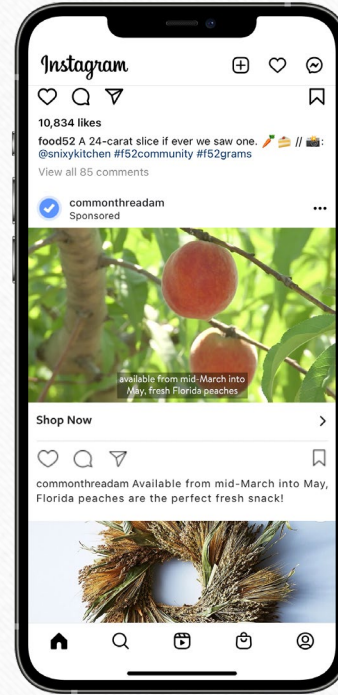 Instagram
10,834 likes
food52 A 24-carat slice if ever we saw one. 🥕 🍰 // 📸:
@snixykitchen #f52community #f52grams
View all 85 comments
commonthreadam
Sponsored
available from mid-March into
May, fresh Florida peaches
Shop Now
commonthreadam Available from mid-March into May,
Florida peaches are the perfect fresh snack!